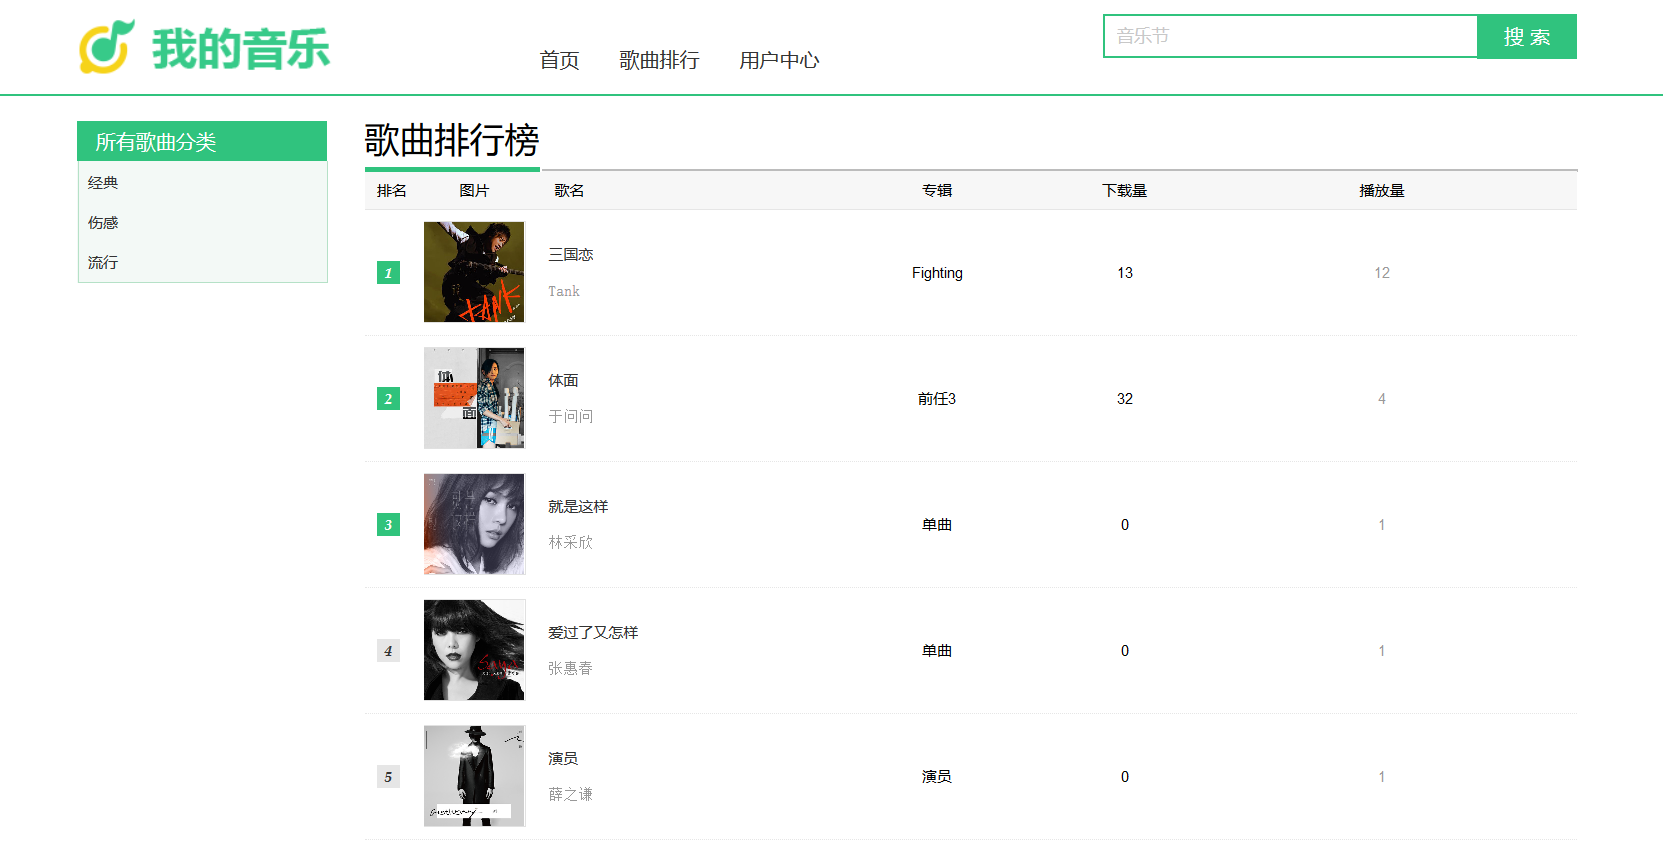 我的音乐
首页 歌曲排行 用户中心
音乐节 搜 索
所有歌曲分类
经典
伤感
流行
歌曲排行榜
排名 图片 歌名 专辑 下载量 播放量
1 TANK 三国恋 Fighting 13 12
Tank
2 体面 体面 前任3 32 4
于问问
3 就是这样 单曲 0 1
林采欣
4 爱过了又怎样 单曲 0 1
张惠春
5 演员 演员 0 1
薛之谦